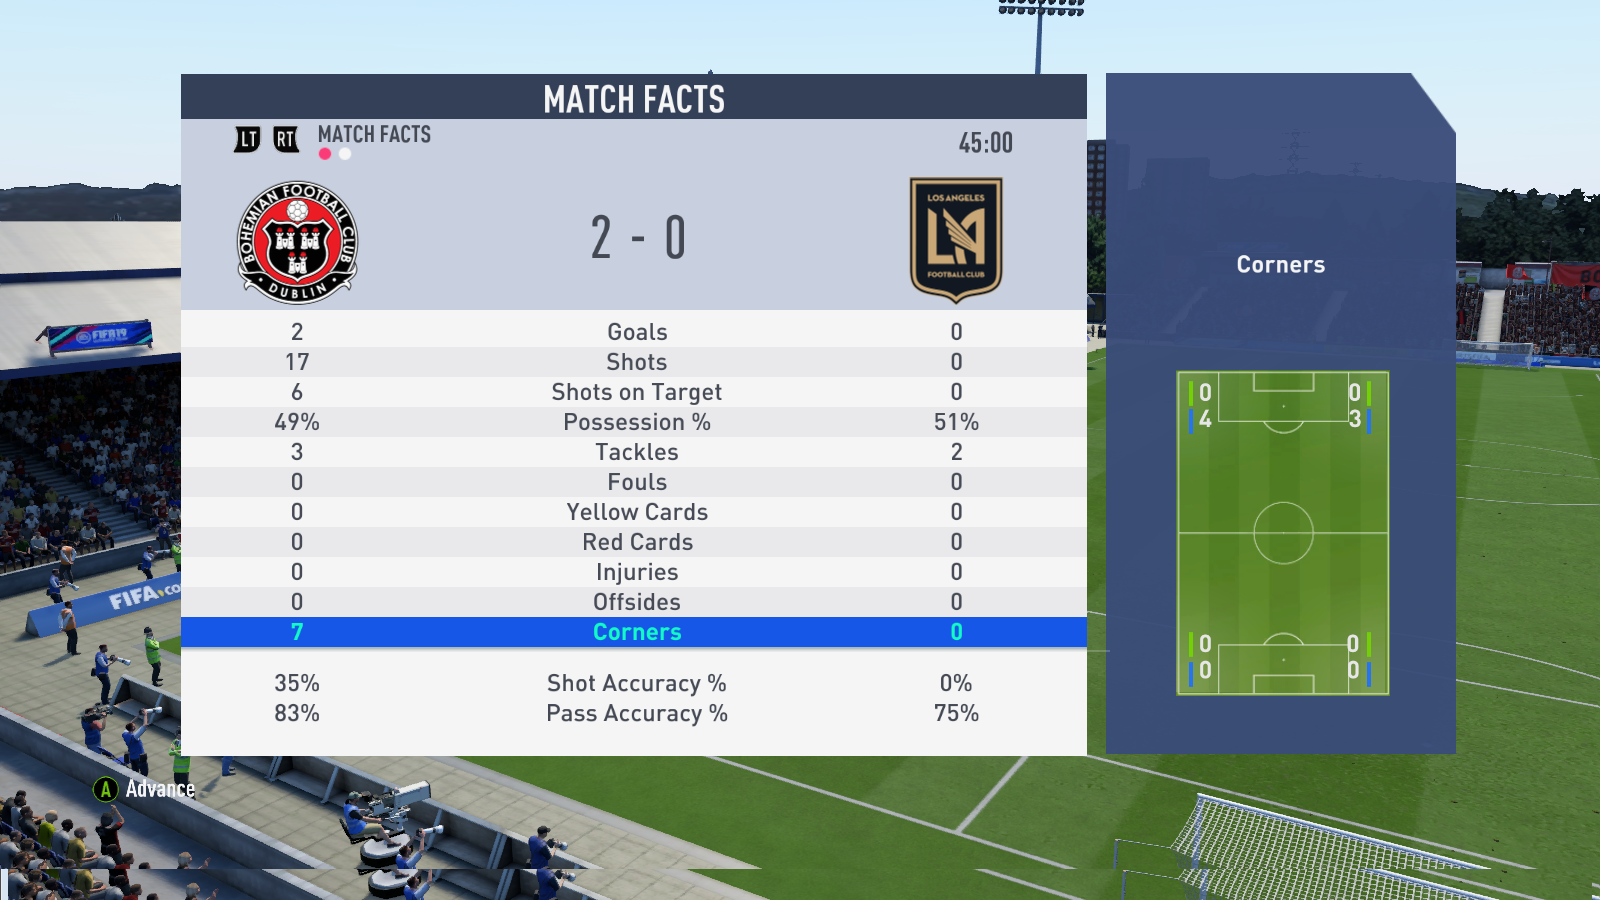 MATCH FACTS
LT RT MATCH FACTS
45:00
BOHEMIAN FOOTBALL CLUB
DUBLIN
2 - 0
LOS ANGELES
LA
FOOTBALL CLUB
2 Goals 0
17 Shots 0
6 Shots on Target 0
49% Possession % 51%
3 Tackles 2
0 Fouls 0
0 Yellow Cards 0
0 Red Cards 0
0 Injuries 0
0 Offsides 0
7 Corners 0
35% Shot Accuracy % 0%
83% Pass Accuracy % 75%
Corners
0 0
4 3
0 0
0 0
FIFA 19
FIFA.co
A Advance